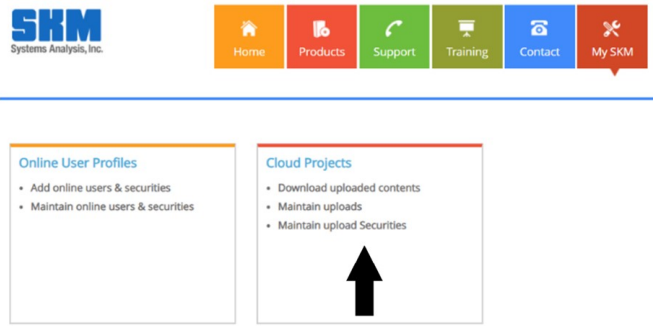 SKM
Systems Analysis, Inc.
Home
Products
Support
Training
Contact
My SKM
Online User Profiles
• Add online users & securities
• Maintain online users & securities
Cloud Projects
• Download uploaded contents
• Maintain uploads
• Maintain upload Securities